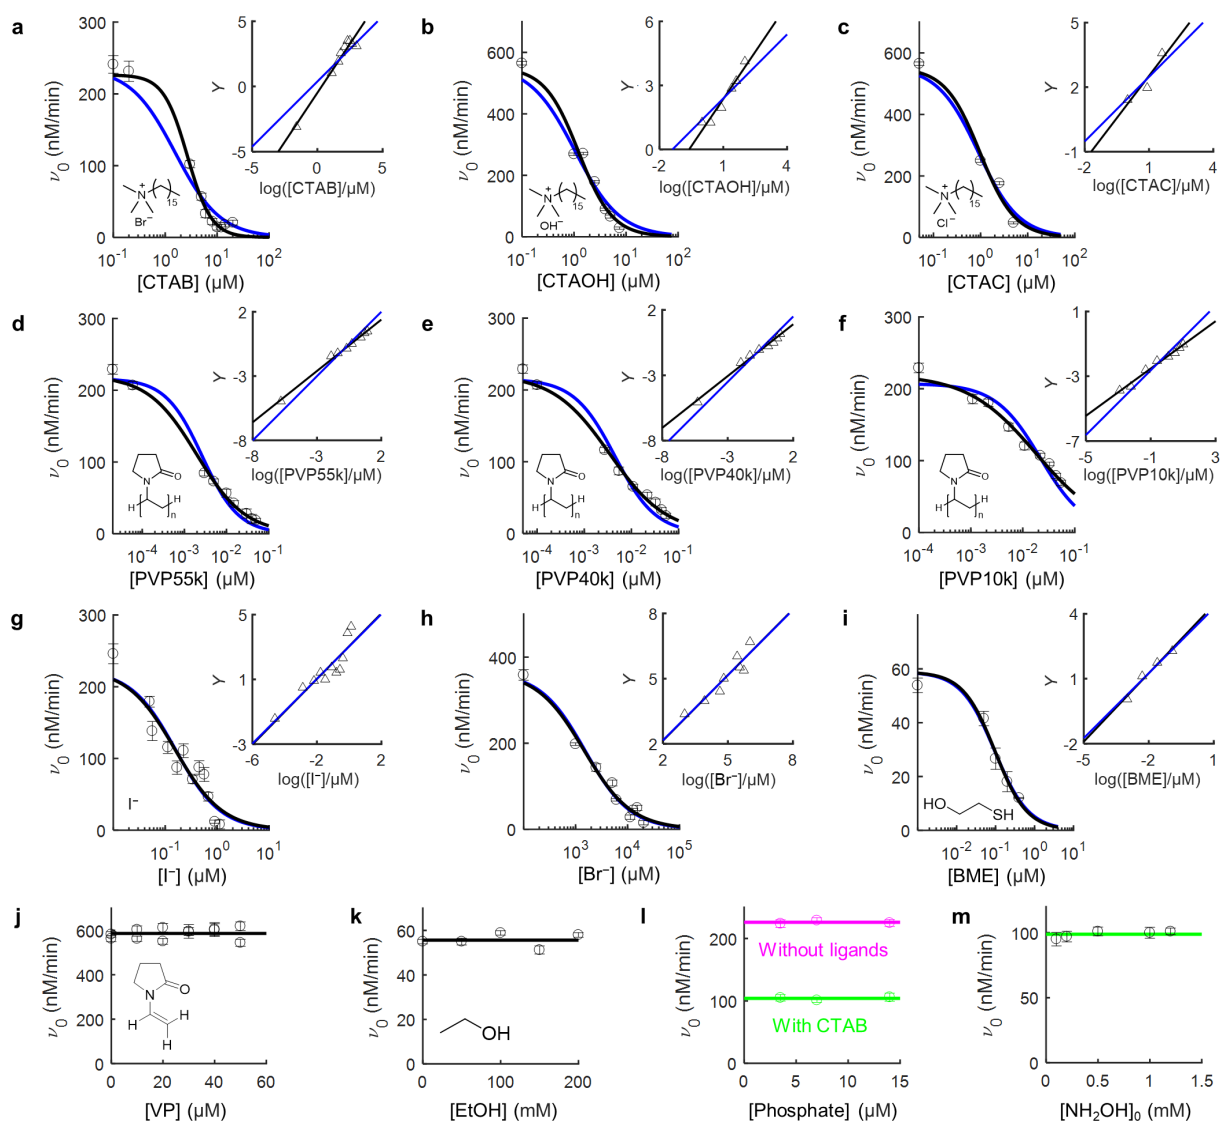 a
ν0 (nM/min)
300
200
100
0
10⁻¹ 10⁰ 10¹ 10²
[CTAB] (µM)
N⁺
15
Br⁻
Y
5
0
-5
-5 0 5
log([CTAB]/µM)
b
ν0 (nM/min)
600
400
200
0
10⁻¹ 10⁰ 10¹ 10²
[CTAOH] (µM)
N⁺
15
OH⁻
Y
6
3
0
-2 1 4
log([CTAOH]/µM)
c
ν0 (nM/min)
600
400
200
0
10⁻¹ 10⁰ 10¹ 10²
[CTAC] (µM)
N⁺
15
Cl⁻
Y
5
2
-1
-2 1 4
log([CTAC]/µM)
d
ν0 (nM/min)
300
200
100
0
10⁻⁴ 10⁻³ 10⁻² 10⁻¹
[PVP55k] (µM)
N
O
H
H
n
Y
2
-3
-8
-8 -3 2
log([PVP55k]/µM)
e
ν0 (nM/min)
300
200
100
0
10⁻⁴ 10⁻³ 10⁻² 10⁻¹
[PVP40k] (µM)
N
O
H
H
n
Y
2
-3
-8
-8 -3 2
log([PVP40k]/µM)
f
ν0 (nM/min)
300
200
100
0
10⁻⁴ 10⁻³ 10⁻² 10⁻¹
[PVP10k] (µM)
N
O
H
H
n
Y
1
-3
-7
-5 -1 3
log([PVP10k]/µM)
g
ν0 (nM/min)
300
200
100
0
10⁻¹ 10⁰ 10¹
[I⁻] (µM)
I⁻
Y
5
1
-3
-6 -2 2
log([I⁻]/µM)
h
ν0 (nM/min)
400
200
0
10³ 10⁴ 10⁵
[Br⁻] (µM)
Y
8
5
2
2 5 8
log([Br⁻]/µM)
i
ν0 (nM/min)
60
40
20
0
10⁻² 10⁻¹ 10⁰ 10¹
[BME] (µM)
HO
SH
Y
4
1
-2
-5 -2 1
log([BME]/µM)
j
ν0 (nM/min)
600
400
200
0
0 20 40 60
[VP] (µM)
N
O
H
H
H
k
ν0 (nM/min)
60
40
20
0
0 100 200
[EtOH] (mM)
OH
l
ν0 (nM/min)
200
100
0
0 5 10 15
[Phosphate] (µM)
Without ligands
With CTAB
m
ν0 (nM/min)
100
50
0
0 0.5 1 1.5
[NH₂OH]₀ (mM)